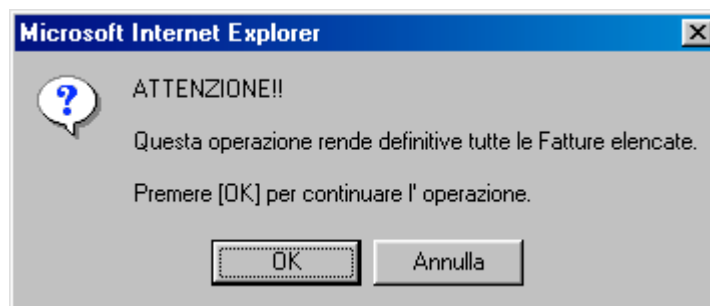 Microsoft Internet Explorer
ATTENZIONE!!
Questa operazione rende definitive tutte le Fatture elencate.
Premere [OK] per continuare l' operazione.
OK
Annulla